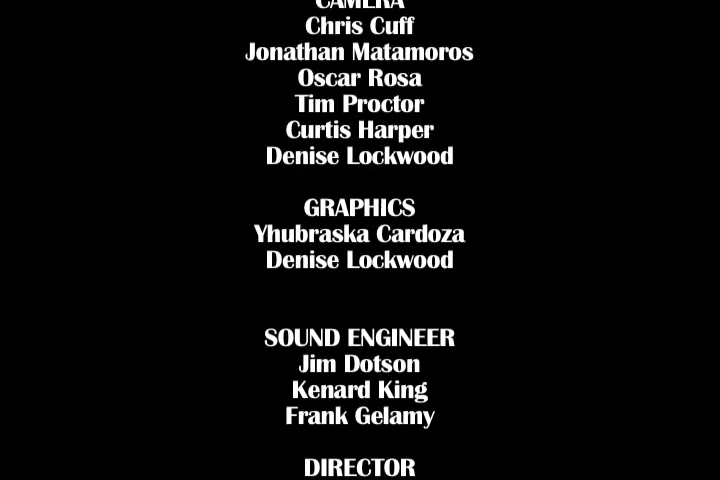 CAMERA
Chris Cuff
Jonathan Matamoros
Oscar Rosa
Tim Proctor
Curtis Harper
Denise Lockwood
GRAPHICS
Yhubraska Cardoza
Denise Lockwood
SOUND ENGINEER
Jim Dotson
Kenard King
Frank Gelamy
DIRECTOR